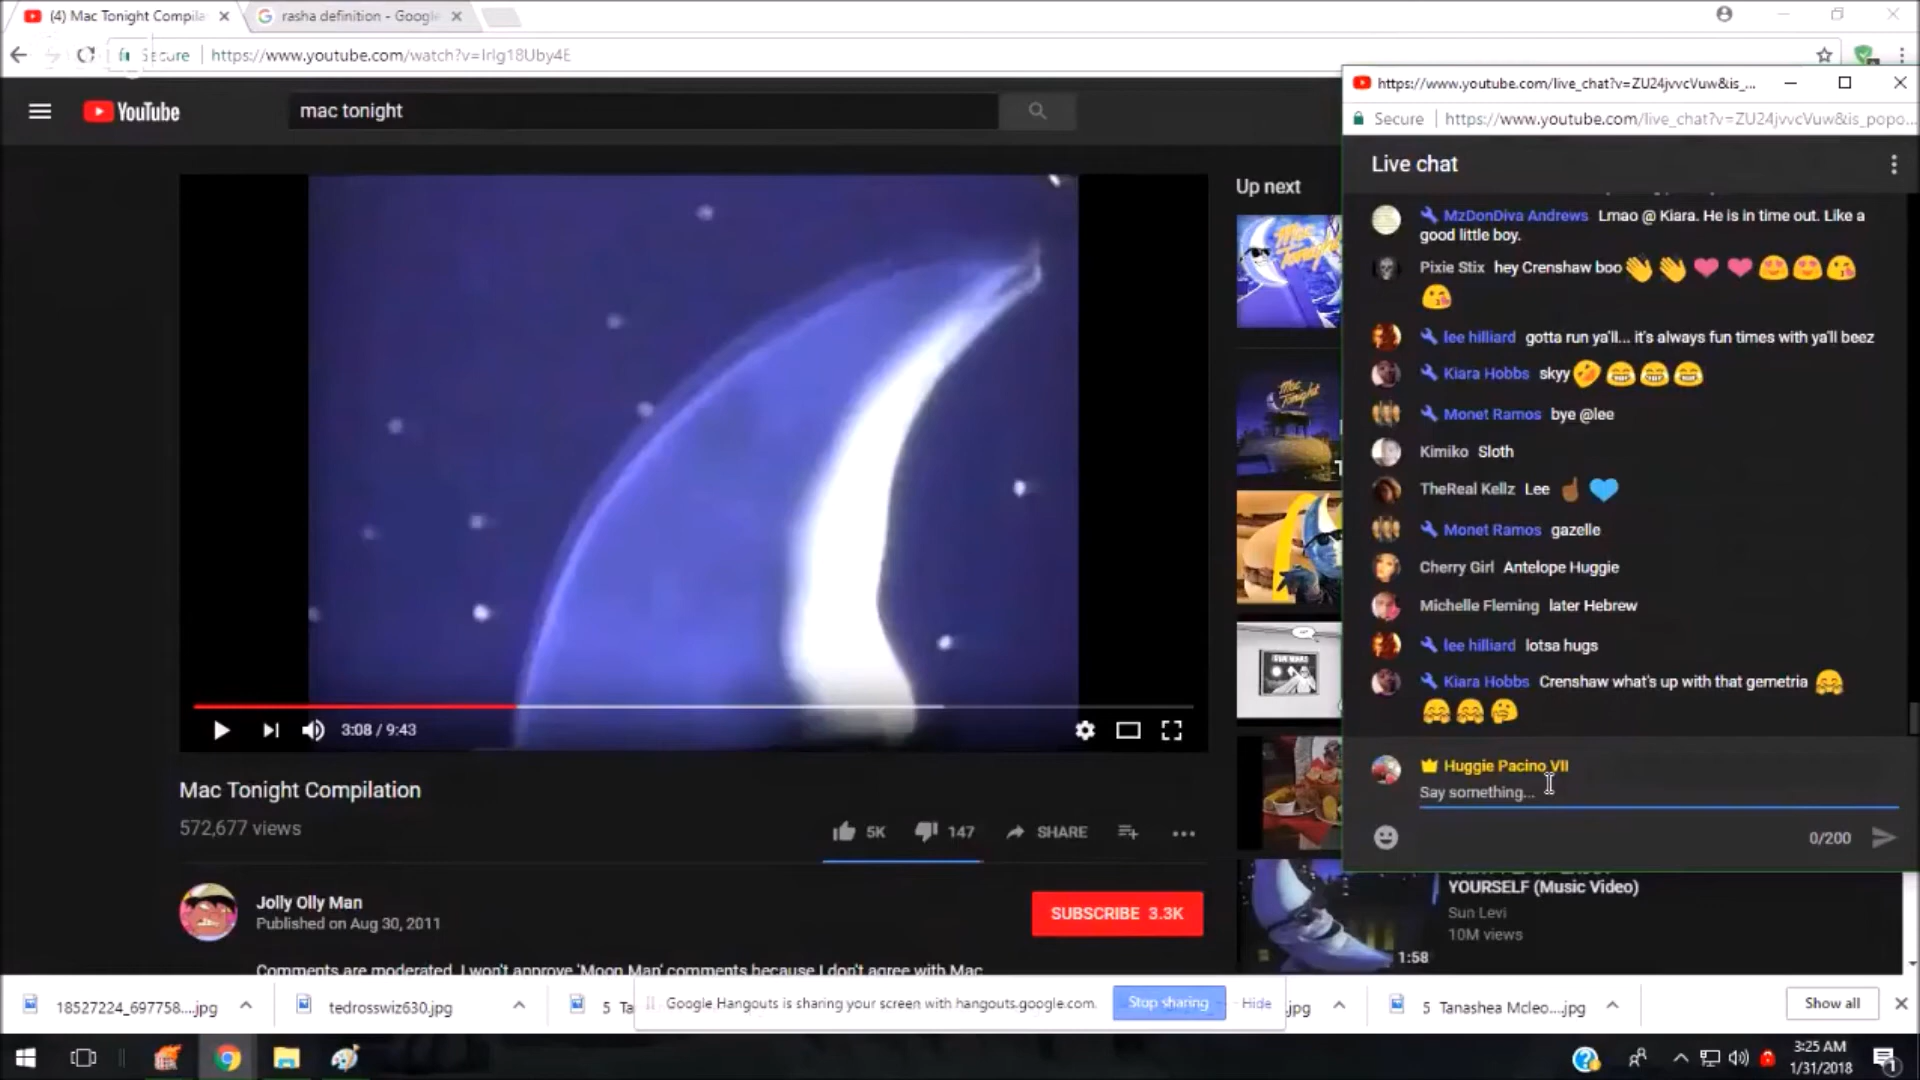 (4) Mac Tonight Compila
rasha definition - Google
Secure
https://www.youtube.com/watch?v=Irlg18Uby4E
YouTube
mac tonight
https://www.youtube.com/live_chat?v=ZU24jvvcVuw&is_...
Secure
https://www.youtube.com/live_chat?v=ZU24jvvcVuw&is_popo...
Live chat
MzDonDiva Andrews Lmao @ Kiara. He is in time out. Like a
good little boy.
Pixie Stix hey Crenshaw boo 👋👋❤❤😍😍😘
😘
lee hilliard gotta run ya'll... it's always fun times with ya'll beez
Kiara Hobbs skyy🤣😂😂😂
Monet Ramos bye @lee
Kimiko Sloth
TheReal Kellz Lee ☝🏾 💙
Monet Ramos gazelle
Cherry Girl Antelope Huggie
Michelle Fleming later Hebrew
lee hilliard lotsa hugs
Kiara Hobbs Crenshaw what's up with that gemetria 🤗
🤗🤗🤔
Huggie Pacino VII
Say something...
0/200
Up next
Mac
Tonight
Mac
Tonight
3:08 / 9:43
Mac Tonight Compilation
572,677 views
5K
147
SHARE
Jolly Olly Man
Published on Aug 30, 2011
SUBSCRIBE 3.3K
Comments are moderated. I won't approve 'Moon Man' comments because I don't agree with Mac
YOURSELF (Music Video)
Sun Levi
10M views
1:58
18527224_697758....jpg
tedrosswiz630.jpg
5 Ta
Google Hangouts is sharing your screen with hangouts.google.com.
Stop sharing
Hide
.jpg
5 Tanashea Mcleo....jpg
Show all
3:25 AM
1/31/2018
1